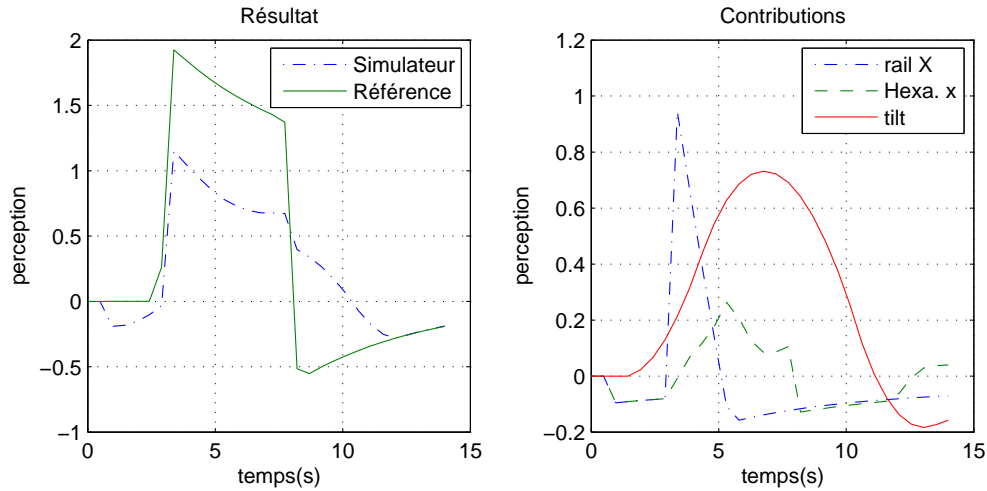 Résultat
2
1.5
1
0.5
0
−0.5
−1
0
5
10
15
perception
temps(s)
Simulateur
Référence
Contributions
1.2
1
0.8
0.6
0.4
0.2
0
−0.2
0
5
10
15
perception
temps(s)
rail X
Hexa. x
tilt